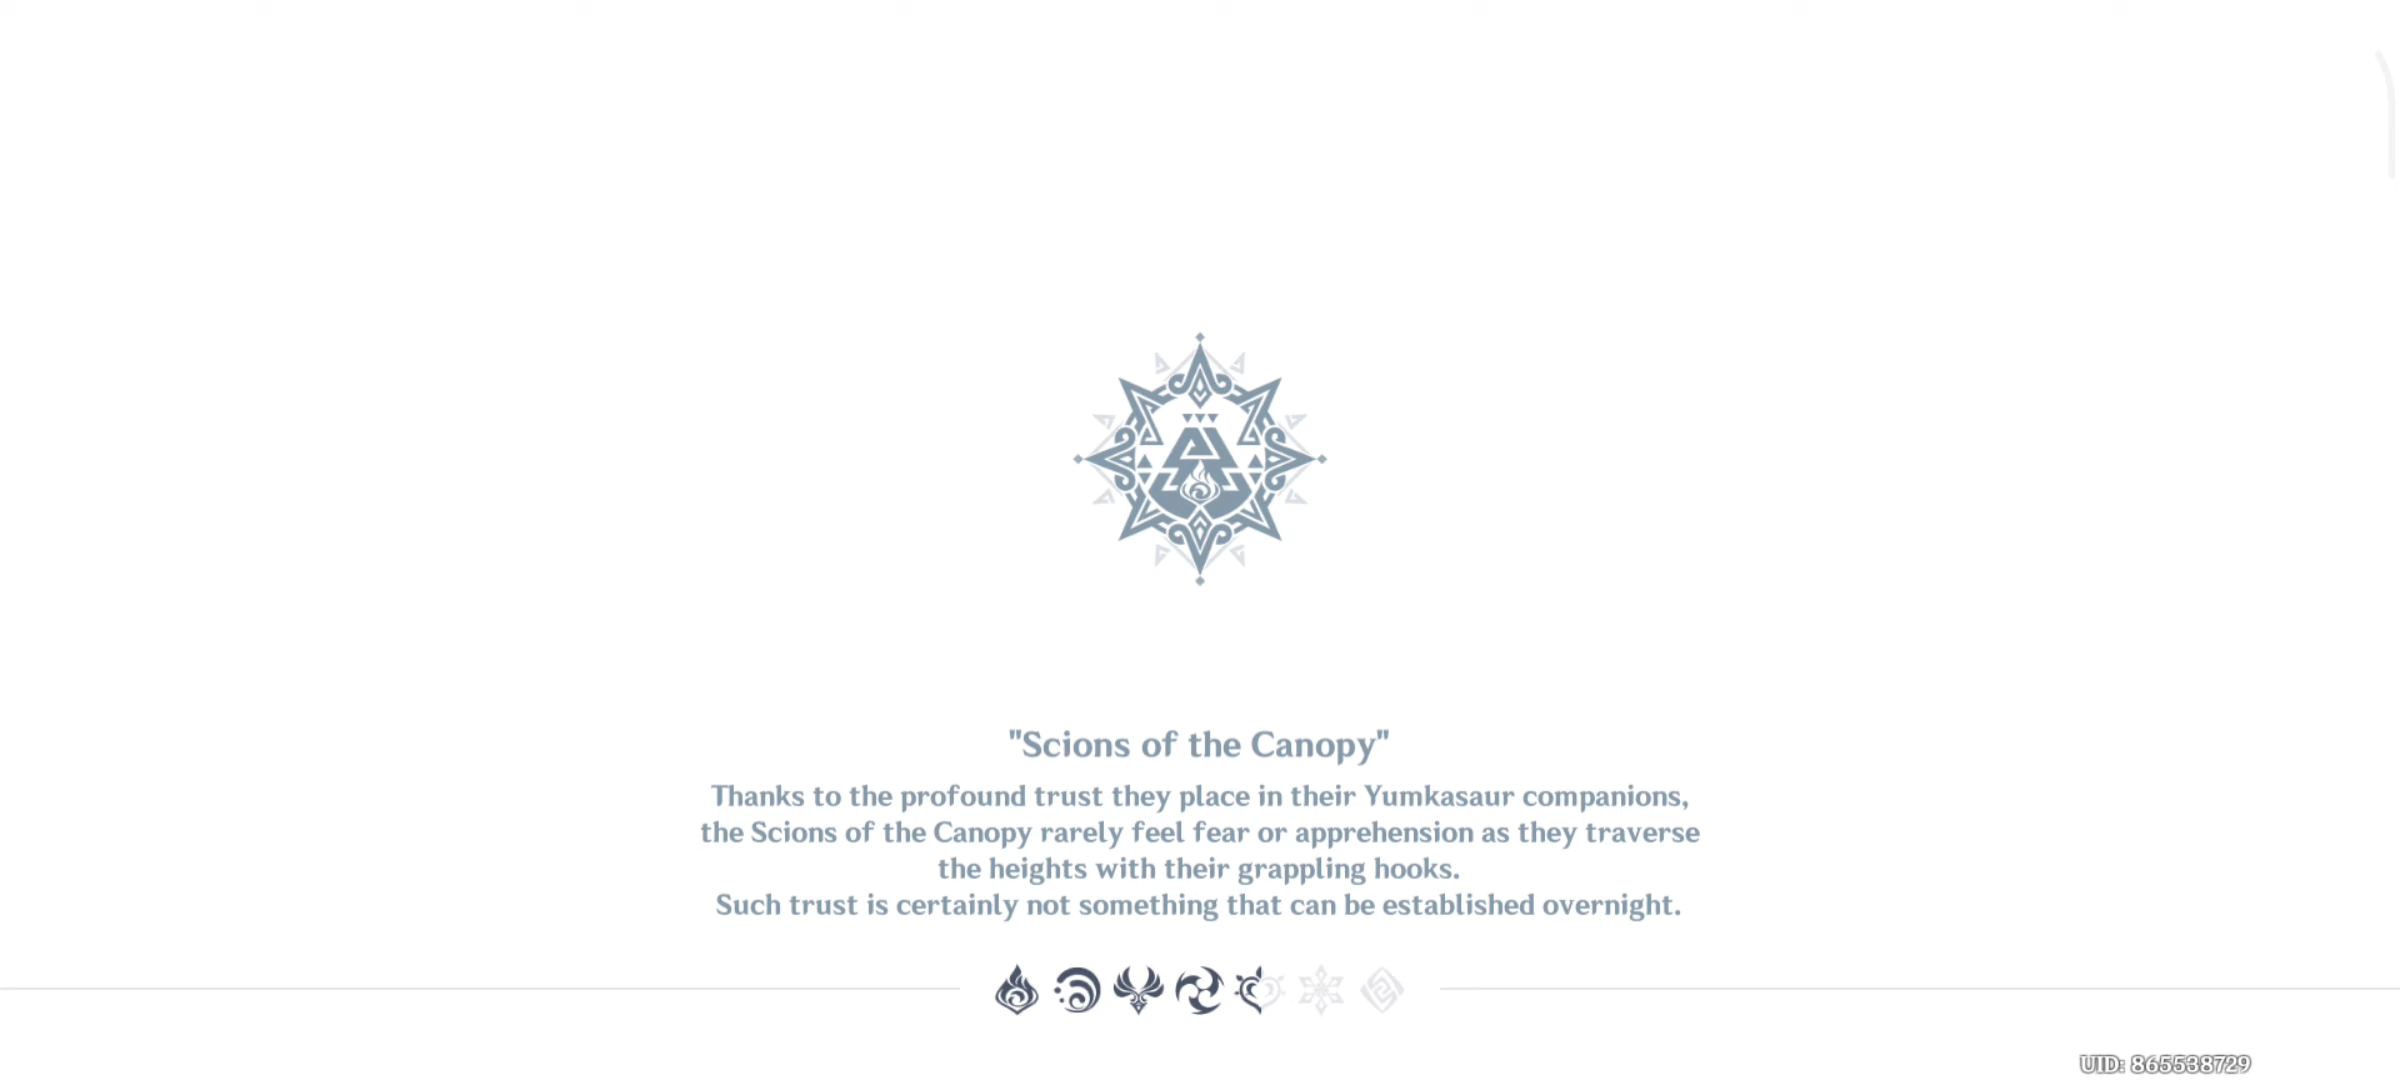 "Scions of the Canopy"
Thanks to the profound trust they place in their Yumkasaur companions,
the Scions of the Canopy rarely feel fear or apprehension as they traverse
the heights with their grappling hooks.
Such trust is certainly not something that can be established overnight.
UID: 865538729